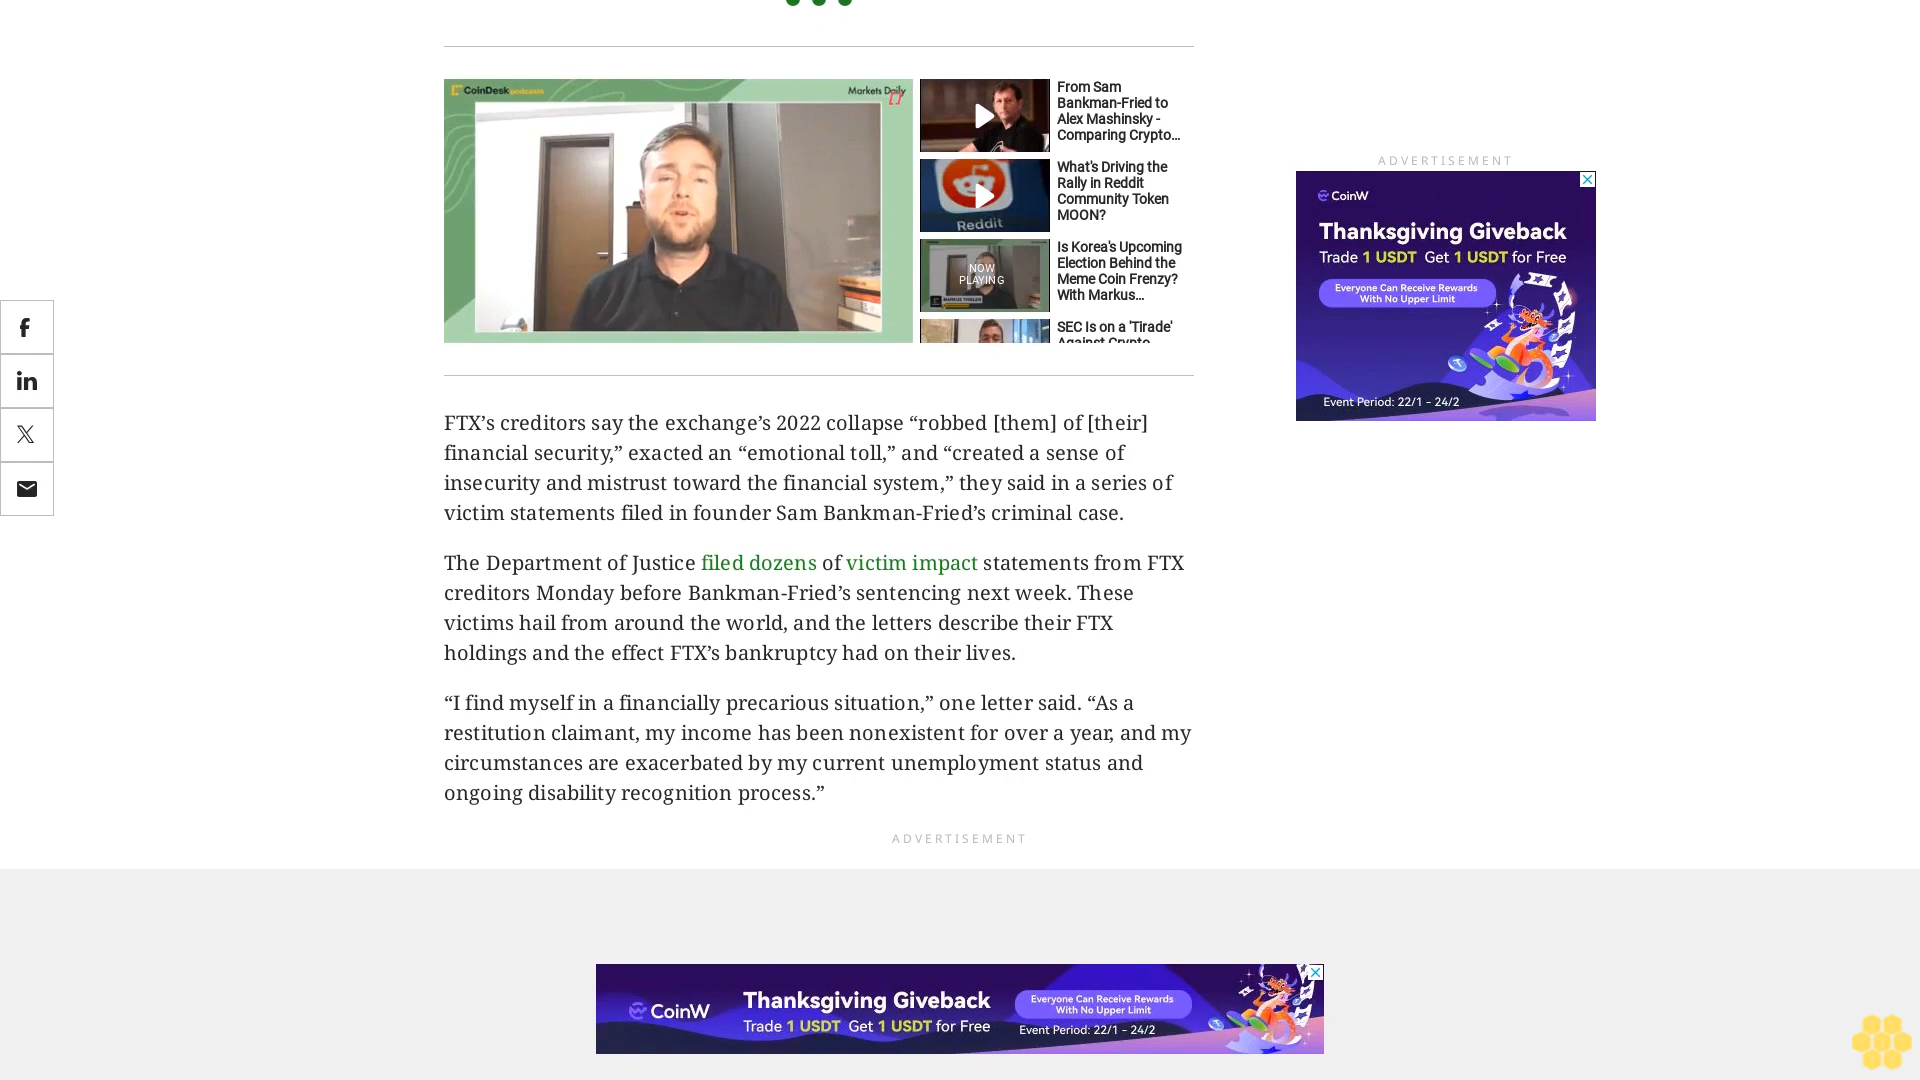 CoinDesk podcasts
Markets Daily
From Sam
Bankman-Fried to
Alex Mashinsky -
Comparing Crypto...
What's Driving the
Rally in Reddit
Community Token
MOON?
Reddit
Is Korea's Upcoming
Election Behind the
Meme Coin Frenzy?
With Markus...
NOW
PLAYING
MARKUS THIELEN
SEC Is on a 'Tirade'
Against Crypto
ADVERTISEMENT
CoinW
Thanksgiving Giveback
Trade 1 USDT Get 1 USDT for Free
Everyone Can Receive Rewards
With No Upper Limit
Event Period: 22/1 - 24/2
FTX’s creditors say the exchange’s 2022 collapse “robbed [them] of [their]
financial security,” exacted an “emotional toll,” and “created a sense of
insecurity and mistrust toward the financial system,” they said in a series of
victim statements filed in founder Sam Bankman-Fried’s criminal case.
The Department of Justice filed dozens of victim impact statements from FTX
creditors Monday before Bankman-Fried’s sentencing next week. These
victims hail from around the world, and the letters describe their FTX
holdings and the effect FTX’s bankruptcy had on their lives.
“I find myself in a financially precarious situation,” one letter said. “As a
restitution claimant, my income has been nonexistent for over a year, and my
circumstances are exacerbated by my current unemployment status and
ongoing disability recognition process.”
ADVERTISEMENT
CoinW
Thanksgiving Giveback
Trade 1 USDT Get 1 USDT for Free
Everyone Can Receive Rewards
With No Upper Limit
Event Period: 22/1 - 24/2